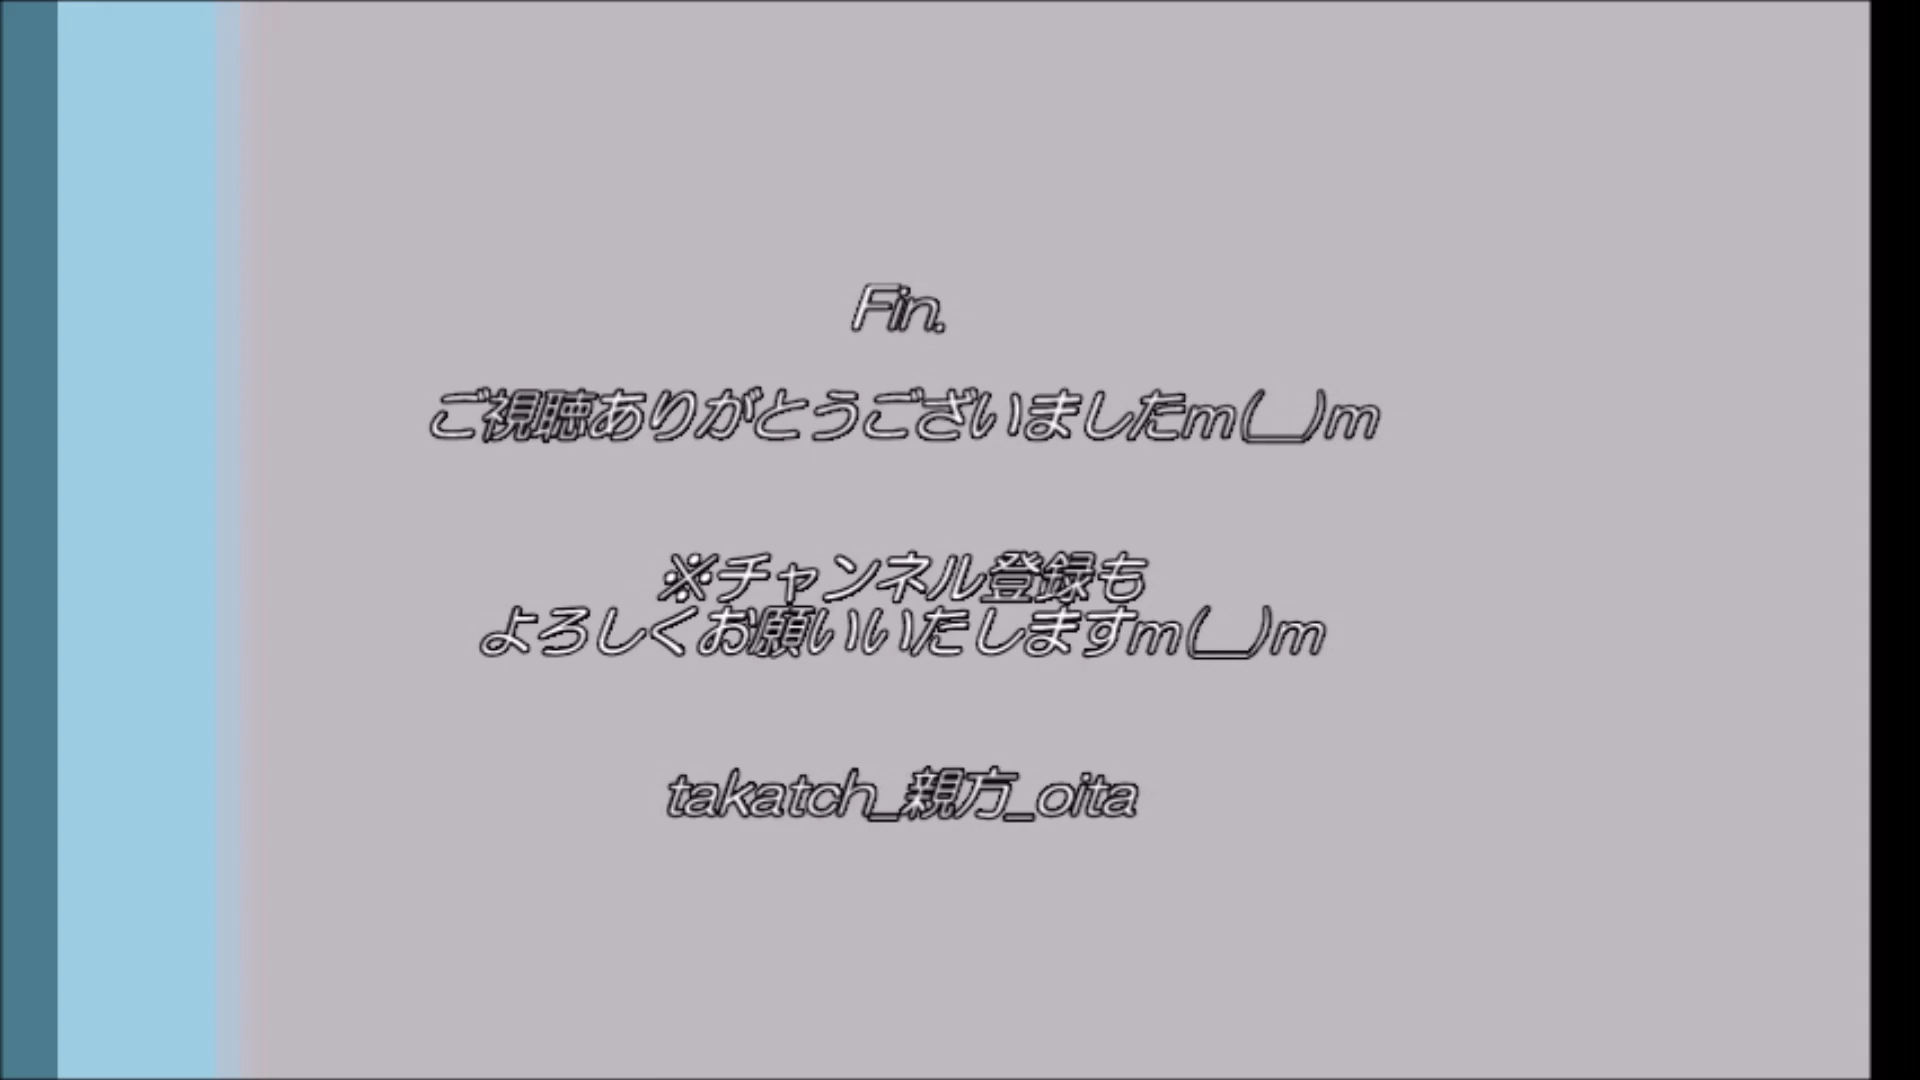 Fin.
ご視聴ありがとうございましたm(__)m
※チャンネル登録も
よろしくお願いいたしますm(__)m
takatch_親方_oita